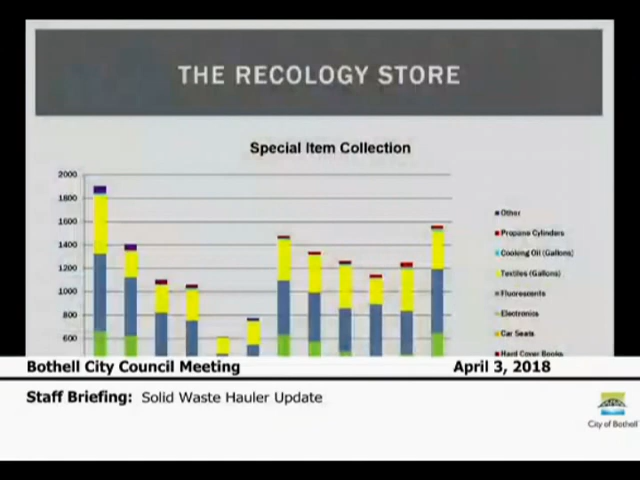 THE RECOLOGY STORE
Special Item Collection
2000
1800
1600
1400
1200
1000
800
600
Other
Propane Cylinders
Cooking Oil (Gallons)
Textiles (Gallons)
Fluorescents
Electronics
Car Seats
Hard Cover Books
Bothell City Council Meeting April 3, 2018
Staff Briefing: Solid Waste Hauler Update
City of Bothell